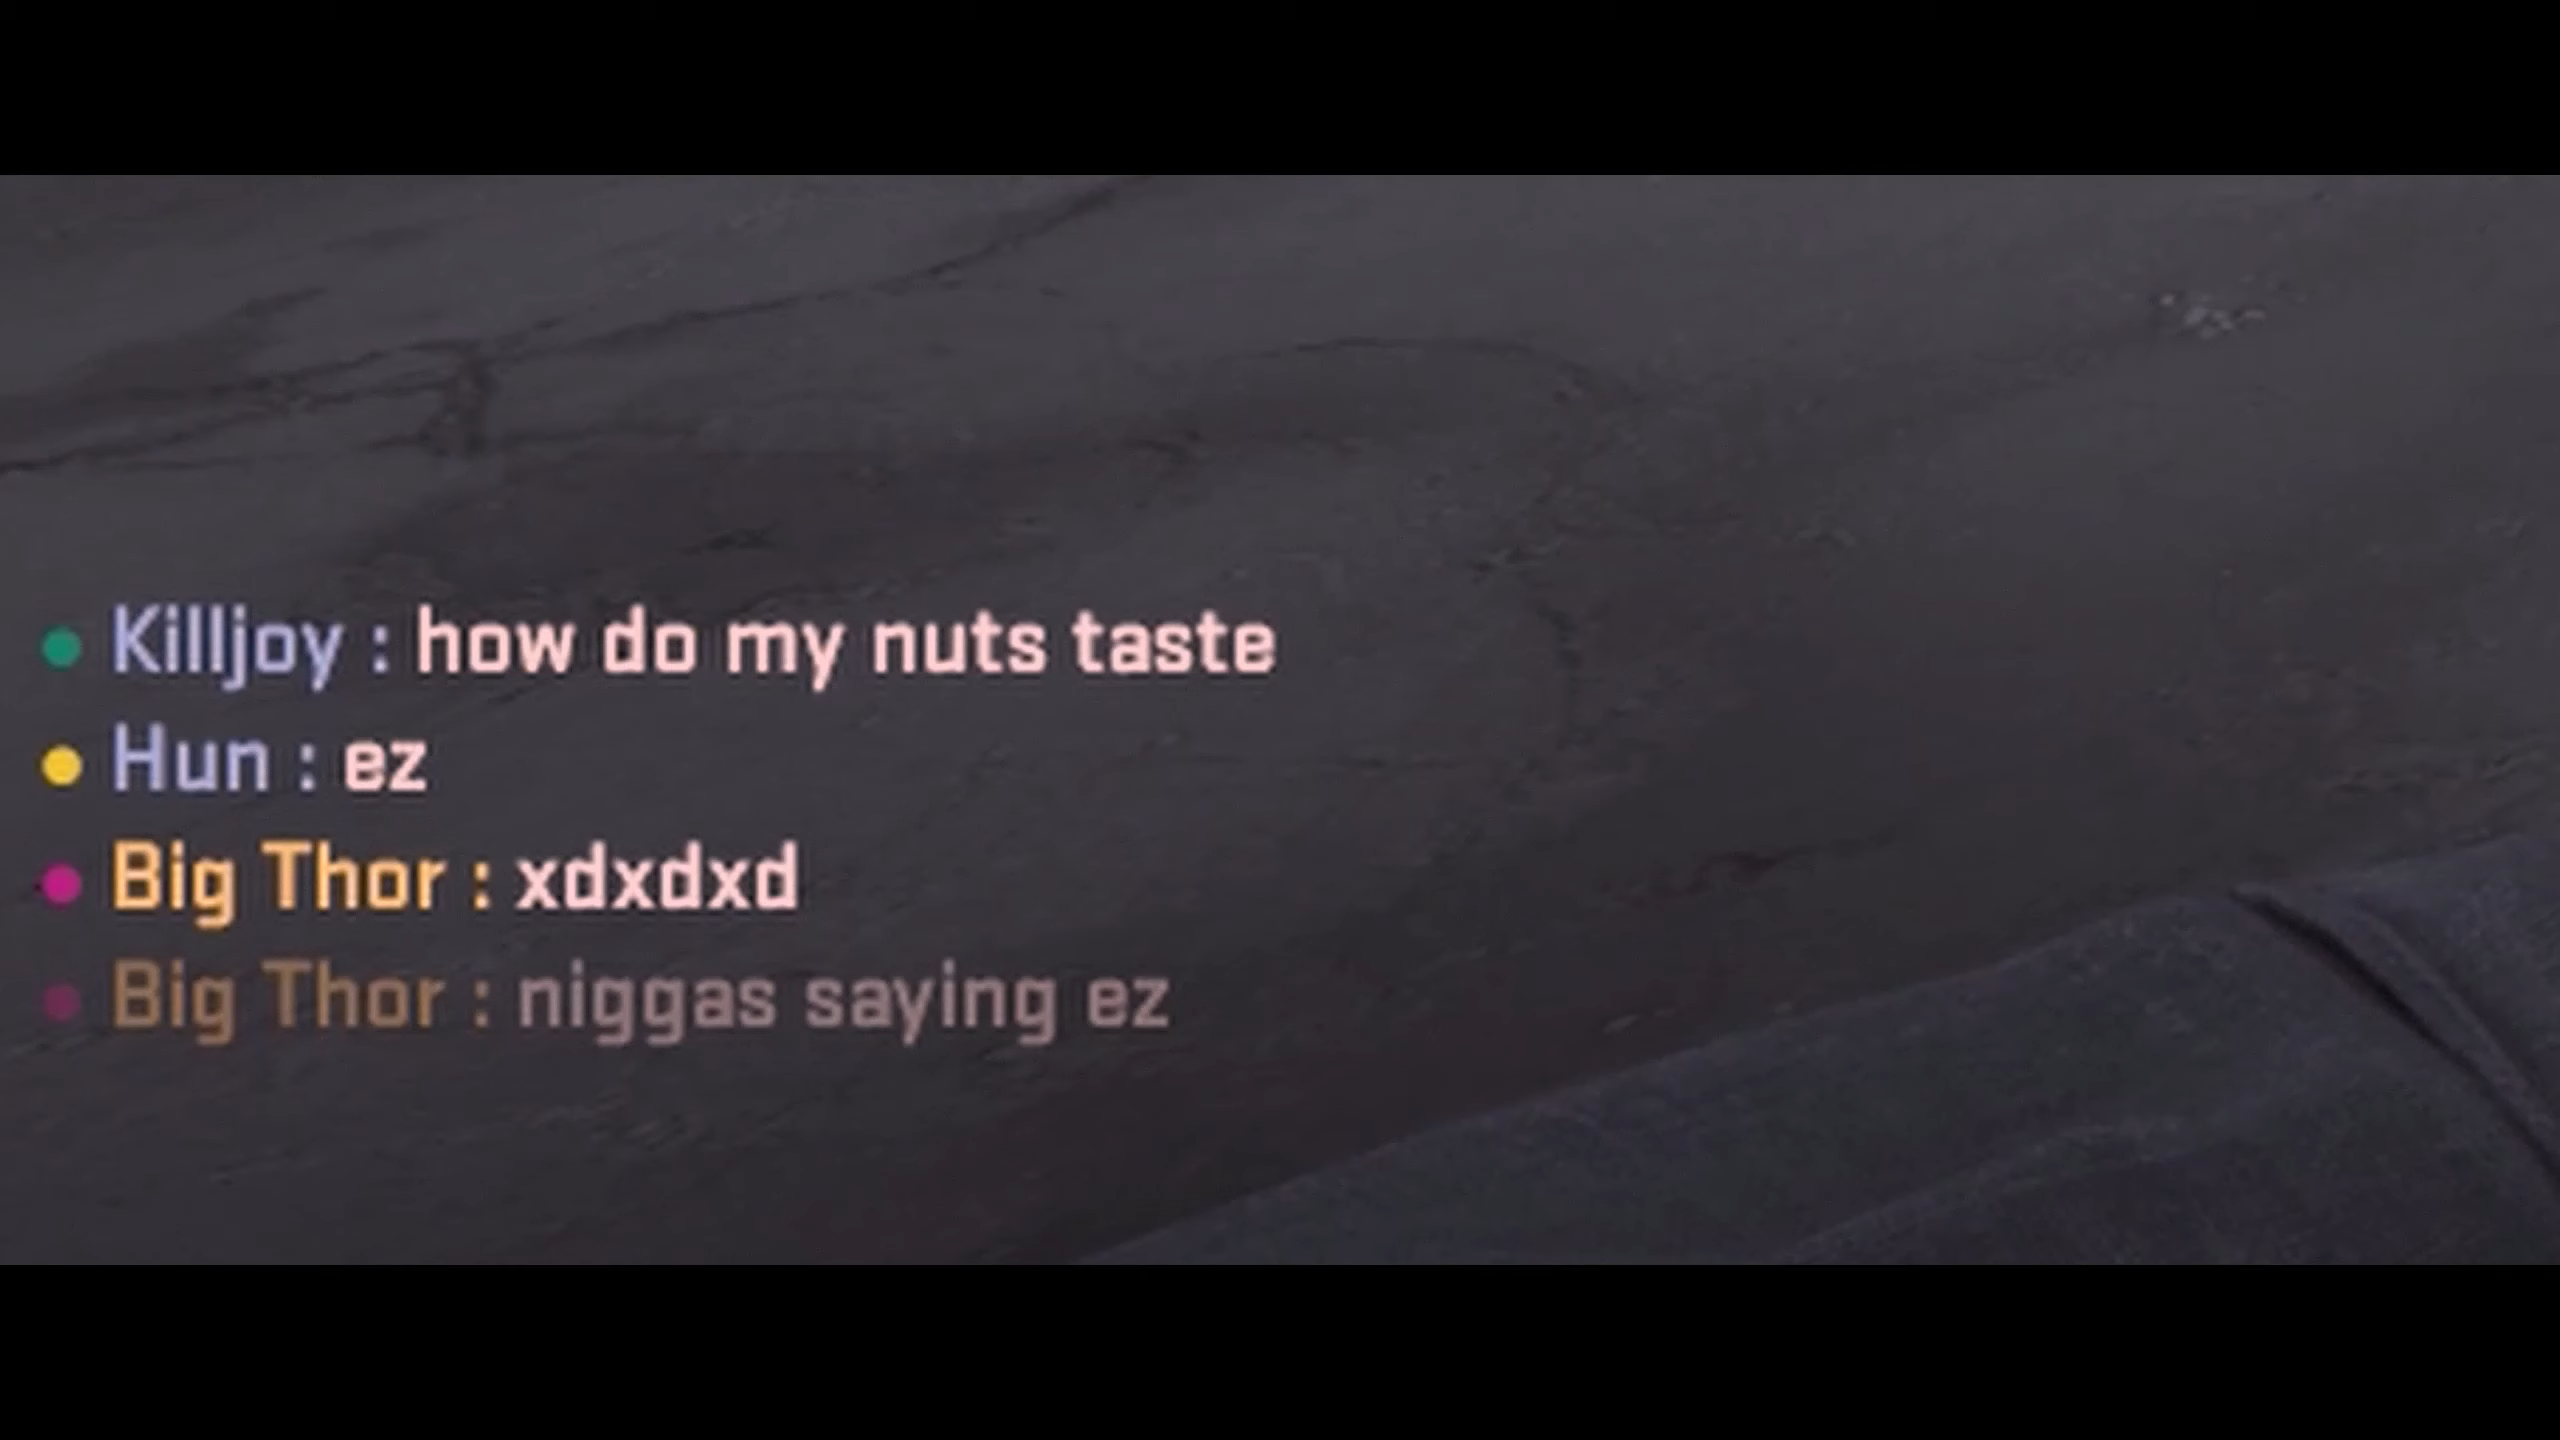 Killjoy : how do my nuts taste
Hun : ez
Big Thor : xdxdxd
Big Thor : niggas saying ez